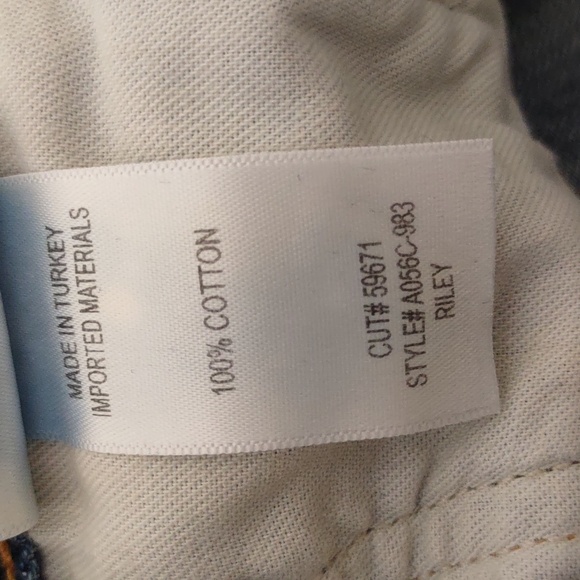 MADE IN TURKEY
IMPORTED MATERIALS
100% COTTON
CUT# 59671
STYLE# A056C-983
RILEY